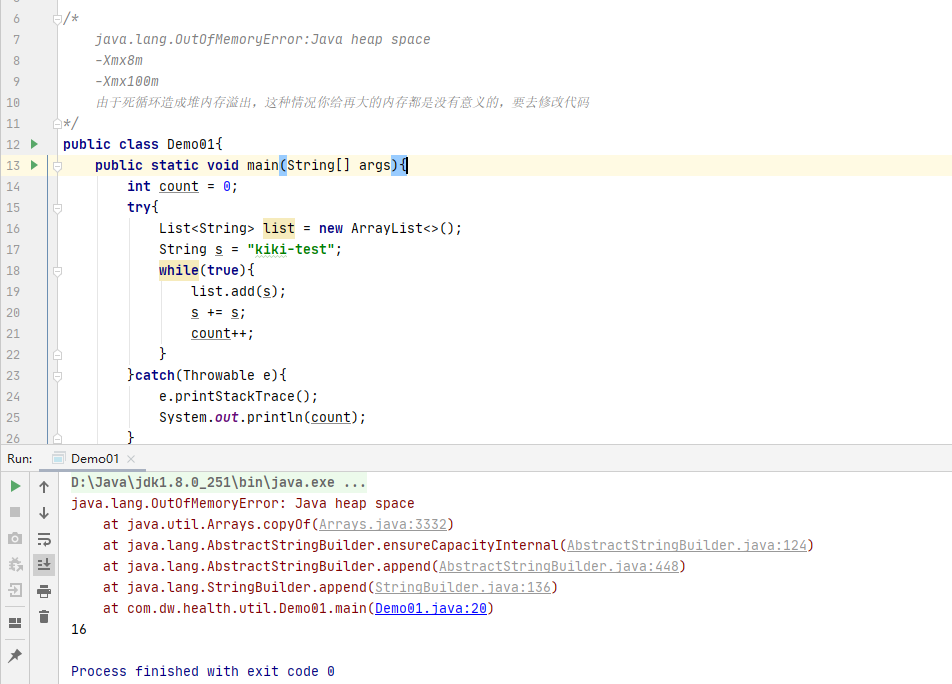 6 /*
7 java.lang.OutOfMemoryError:Java heap space
8 -Xmx8m
9 -Xmx100m
10 由于死循环造成堆内存溢出，这种情况你给再大的内存都是没有意义的，要去修改代码
11 */
12 public class Demo01{
13 public static void main(String[] args){
14 int count = 0;
15 try{
16 List<String> list = new ArrayList<>();
17 String s = "kiki-test";
18 while(true){
19 list.add(s);
20 s += s;
21 count++;
22 }
23 }catch(Throwable e){
24 e.printStackTrace();
25 System.out.println(count);
26 }
Run: Demo01
D:\Java\jdk1.8.0_251\bin\java.exe ...
java.lang.OutOfMemoryError: Java heap space
at java.util.Arrays.copyOf(Arrays.java:3332)
at java.lang.AbstractStringBuilder.ensureCapacityInternal(AbstractStringBuilder.java:124)
at java.lang.AbstractStringBuilder.append(AbstractStringBuilder.java:448)
at java.lang.StringBuilder.append(StringBuilder.java:136)
at com.dw.health.util.Demo01.main(Demo01.java:20)
16
Process finished with exit code 0